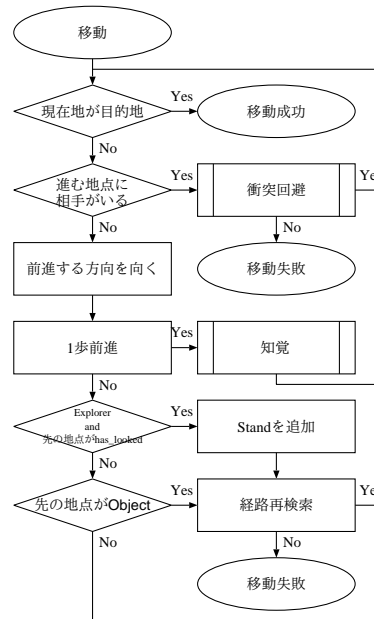 移動
現在地が目的地
Yes
移動成功
No
進む地点に
相手がいる
Yes
衝突回避
Yes
No
No
前進する方向を向く
移動失敗
1歩前進
Yes
知覚
No
Explorer
and
先の地点がhas_looked
Yes
Standを追加
No
先の地点がObject
Yes
経路再検索
Yes
No
No
移動失敗